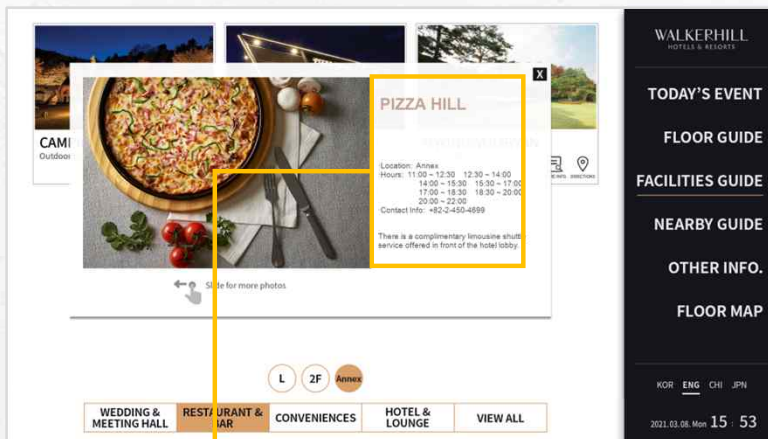 WALKERHILL
HOTELS & RESORTS
TODAY'S EVENT
FLOOR GUIDE
FACILITIES GUIDE
NEARBY GUIDE
OTHER INFO.
FLOOR MAP
KOR ENG CHI JPN
2021.03.08. Mon 15 : 53
X
PIZZA HILL
Location: Annex
Hours: 11:00 ~ 12:30 12:30 ~ 14:00
14:00 ~ 15:30 15:30 ~ 17:00
17:00 ~ 18:30 18:30 ~ 20:00
20:00 ~ 22:00
Contact Info: +82-2-450-4699
There is a complimentary limousine shuttle
service offered in front of the hotel lobby.
Outdoor
DIRECTIONS
Slide for more photos
L 2F Annex
WEDDING &
MEETING HALL
RESTAURANT &
BAR
CONVENIENCES
HOTEL &
LOUNGE
VIEW ALL